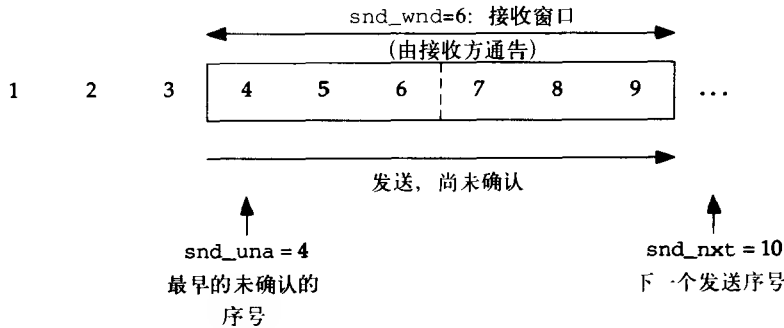 snd_wnd=6: 接收窗口
(由接收方通告)
1 2 3 4 5 6 7 8 9 ...
发送，尚未确认
snd_una = 4
最早的未确认的
序号
snd_nxt = 10
下一个发送序号